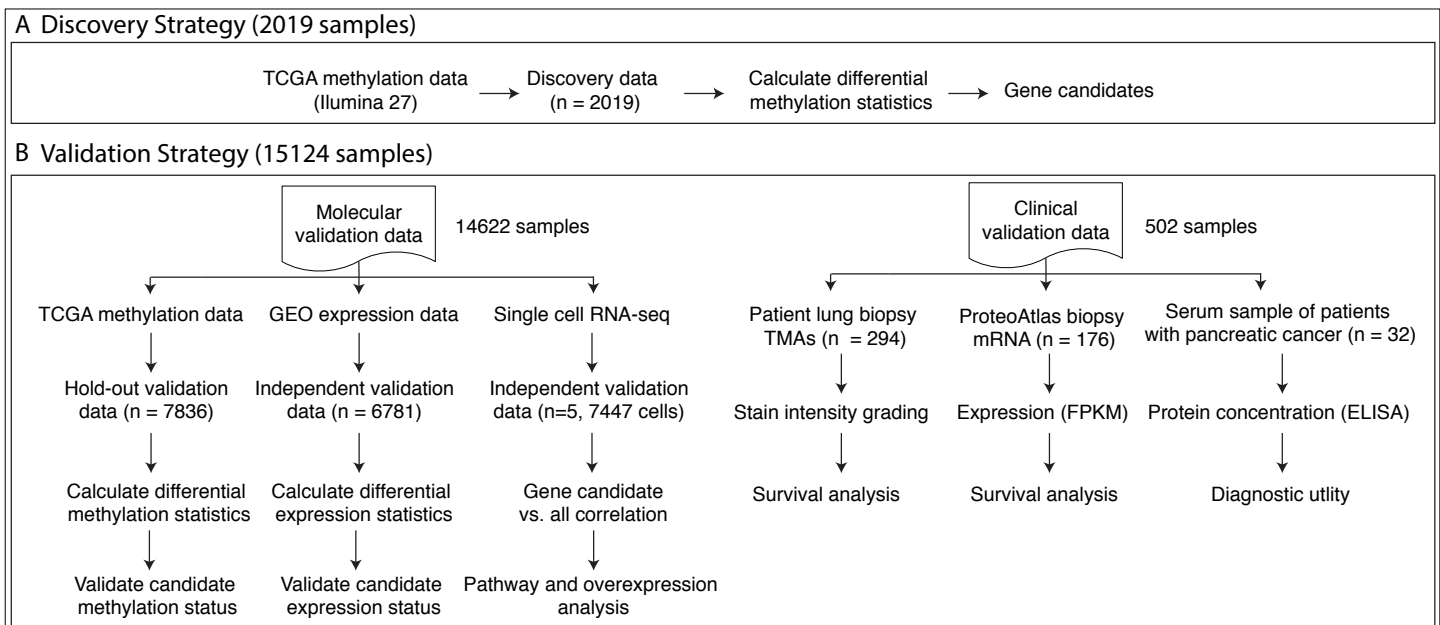 A Discovery Strategy (2019 samples)
TCGA methylation data
(Ilumina 27)
Discovery data
(n = 2019)
Calculate differential
methylation statistics
Gene candidates
B Validation Strategy (15124 samples)
Molecular
validation data
14622 samples
Clinical
validation data
502 samples
TCGA methylation data
GEO expression data
Single cell RNA-seq
Patient lung biopsy
TMAs (n = 294)
ProteoAtlas biopsy
mRNA (n = 176)
Serum sample of patients
with pancreatic cancer (n = 32)
Hold-out validation
data (n = 7836)
Independent validation
data (n = 6781)
Independent validation
data (n=5, 7447 cells)
Stain intensity grading
Expression (FPKM)
Protein concentration (ELISA)
Calculate differential
methylation statistics
Calculate differential
expression statistics
Gene candidate
vs. all correlation
Survival analysis
Survival analysis
Diagnostic utlity
Validate candidate
methylation status
Validate candidate
expression status
Pathway and overexpression
analysis